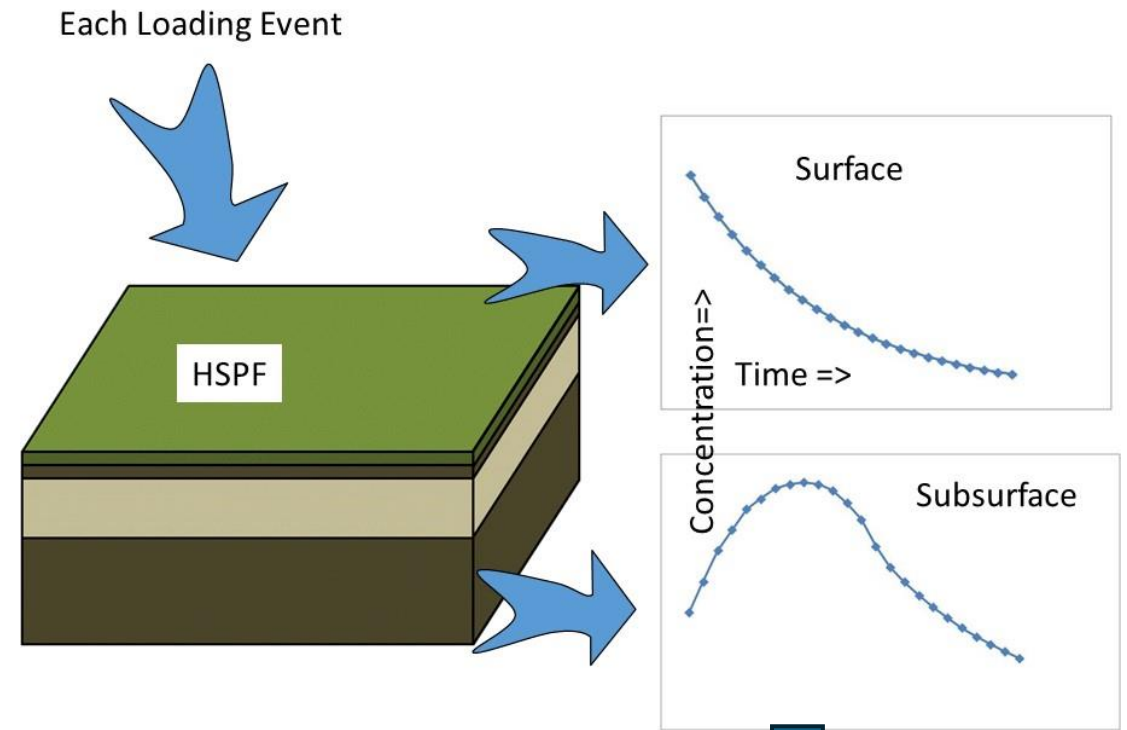 Each Loading Event
HSPF
Surface
Concentration=>
Time =>
Subsurface